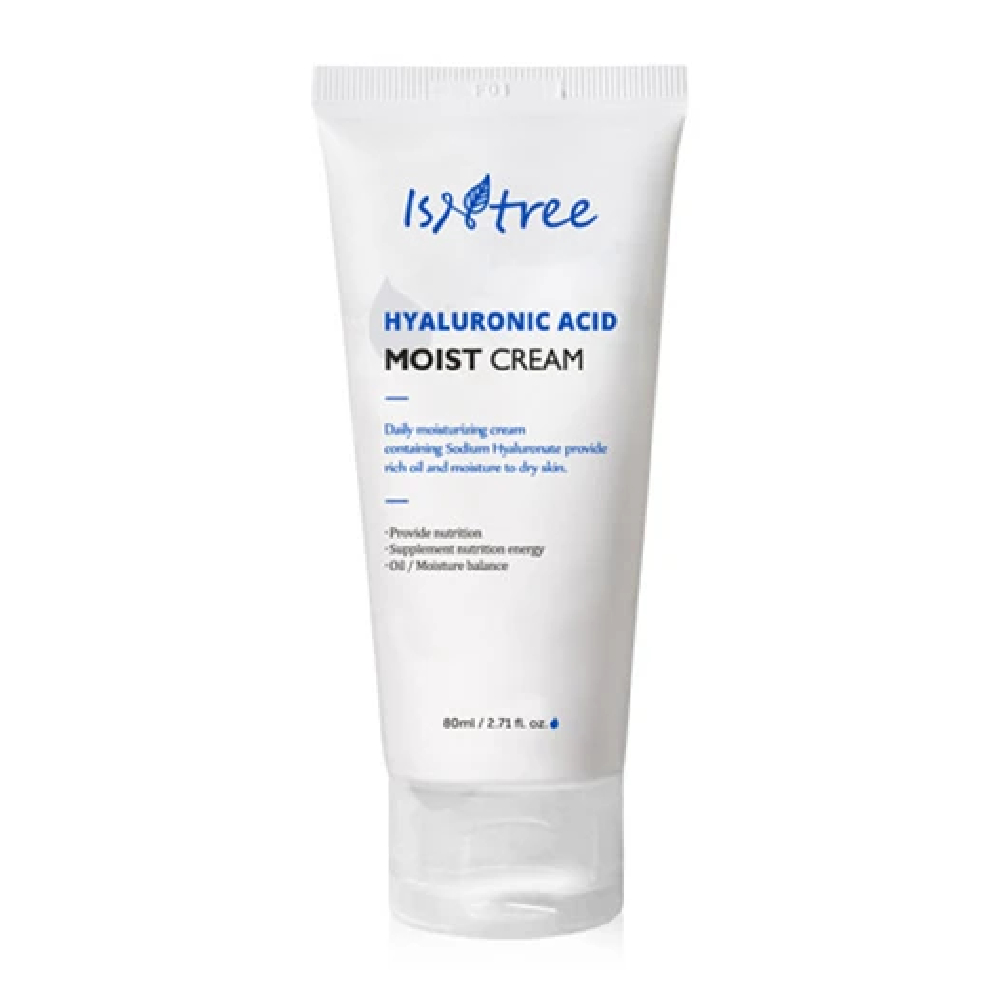 Isntree
HYALURONIC ACID
MOIST CREAM
Daily moisturizing cream
containing Sodium Hyaluronate provide
rich oil and moisture to dry skin.
·Provide nutrition
·Supplement nutrition energy
·Oil / Moisture balance
80ml / 2.71 fl. oz.